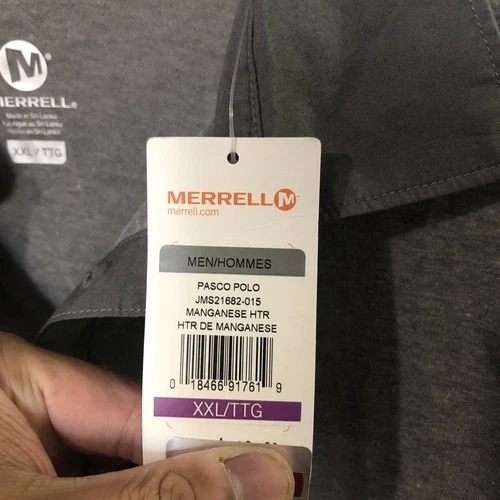 MERRELL
Made in Sri Lanka
XXL/TTG
MERRELL M
merrell.com
MEN/HOMMES
PASCO POLO
JMS21682-015
MANGANESE HTR
HTR DE MANGANESE
0 18466 91761 9
XXL/TTG